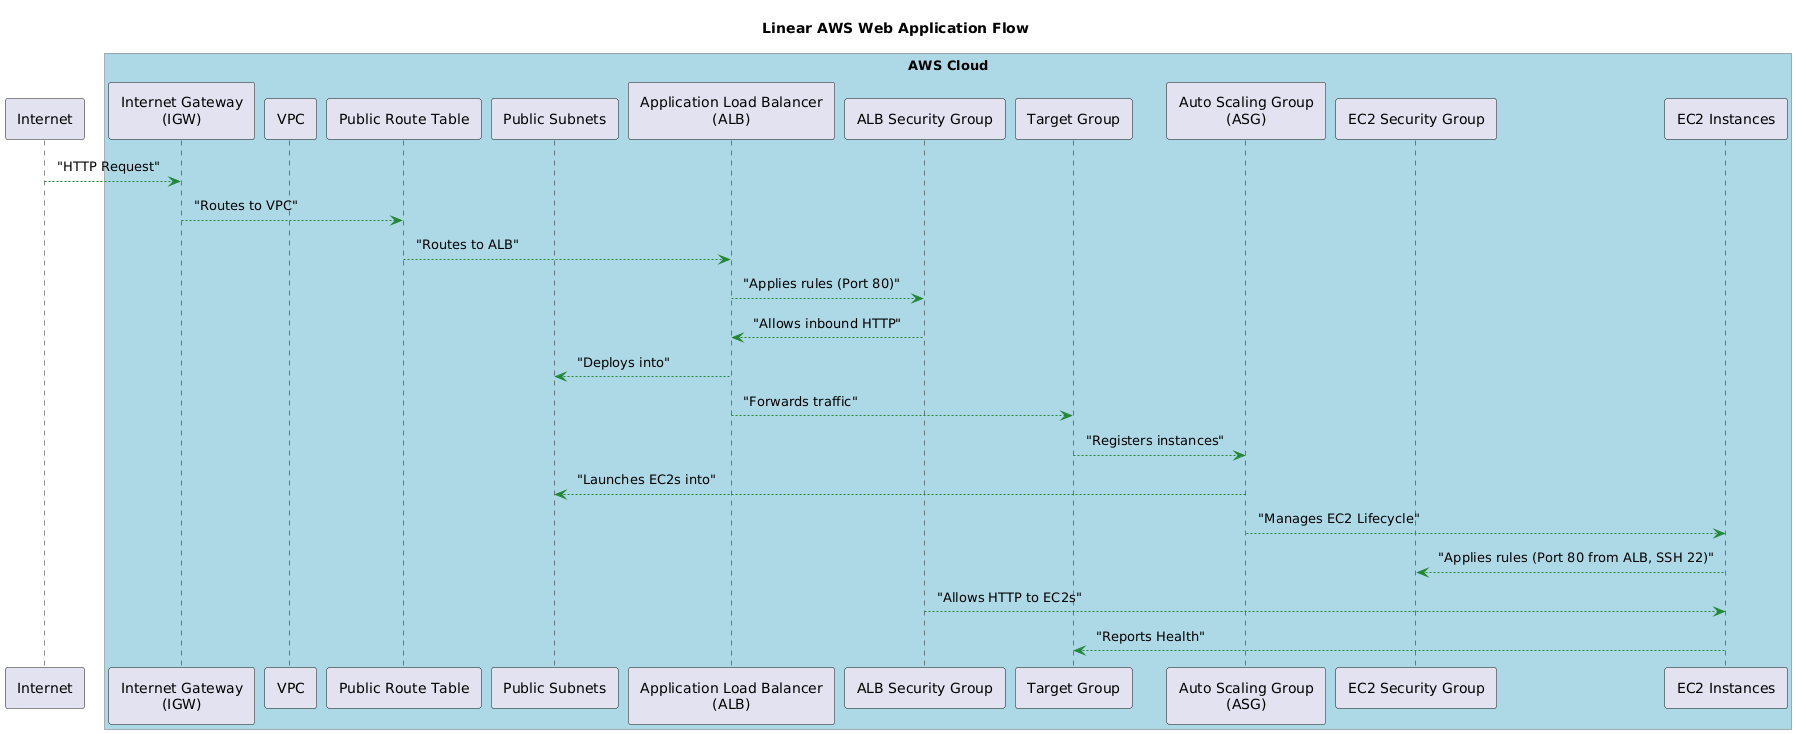 Linear AWS Web Application Flow
AWS Cloud
Internet
Internet Gateway
(IGW)
VPC
Public Route Table
Public Subnets
Application Load Balancer
(ALB)
ALB Security Group
Target Group
Auto Scaling Group
(ASG)
EC2 Security Group
EC2 Instances
"HTTP Request"
"Routes to VPC"
"Routes to ALB"
"Applies rules (Port 80)"
"Allows inbound HTTP"
"Deploys into"
"Forwards traffic"
"Registers instances"
"Launches EC2s into"
"Manages EC2 Lifecycle"
"Applies rules (Port 80 from ALB, SSH 22)"
"Allows HTTP to EC2s"
"Reports Health"
Internet
Internet Gateway
(IGW)
VPC
Public Route Table
Public Subnets
Application Load Balancer
(ALB)
ALB Security Group
Target Group
Auto Scaling Group
(ASG)
EC2 Security Group
EC2 Instances